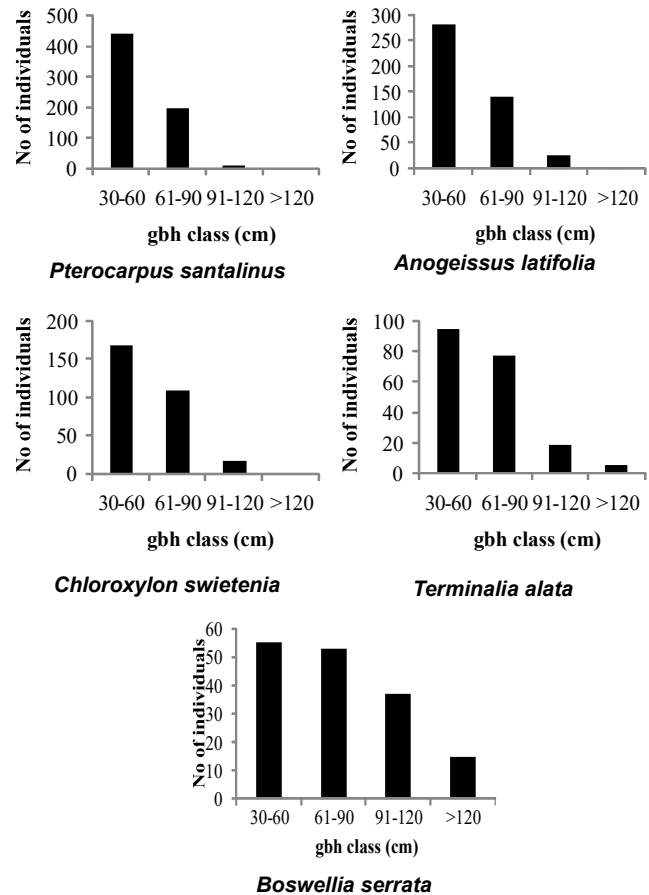 No of individuals
500
400
300
200
100
0
30-60 61-90 91-120 >120
gbh class (cm)
Pterocarpus santalinus
No of individuals
300
250
200
150
100
50
0
30-60 61-90 91-120 >120
gbh class (cm)
Anogeissus latifolia
No of individuals
200
150
100
50
0
30-60 61-90 91-120 >120
gbh class (cm)
Chloroxylon swietenia
No of individuals
100
80
60
40
20
0
30-60 61-90 91-120 >120
gbh class (cm)
Terminalia alata
No of individuals
60
50
40
30
20
10
0
30-60 61-90 91-120 >120
gbh class (cm)
Boswellia serrata